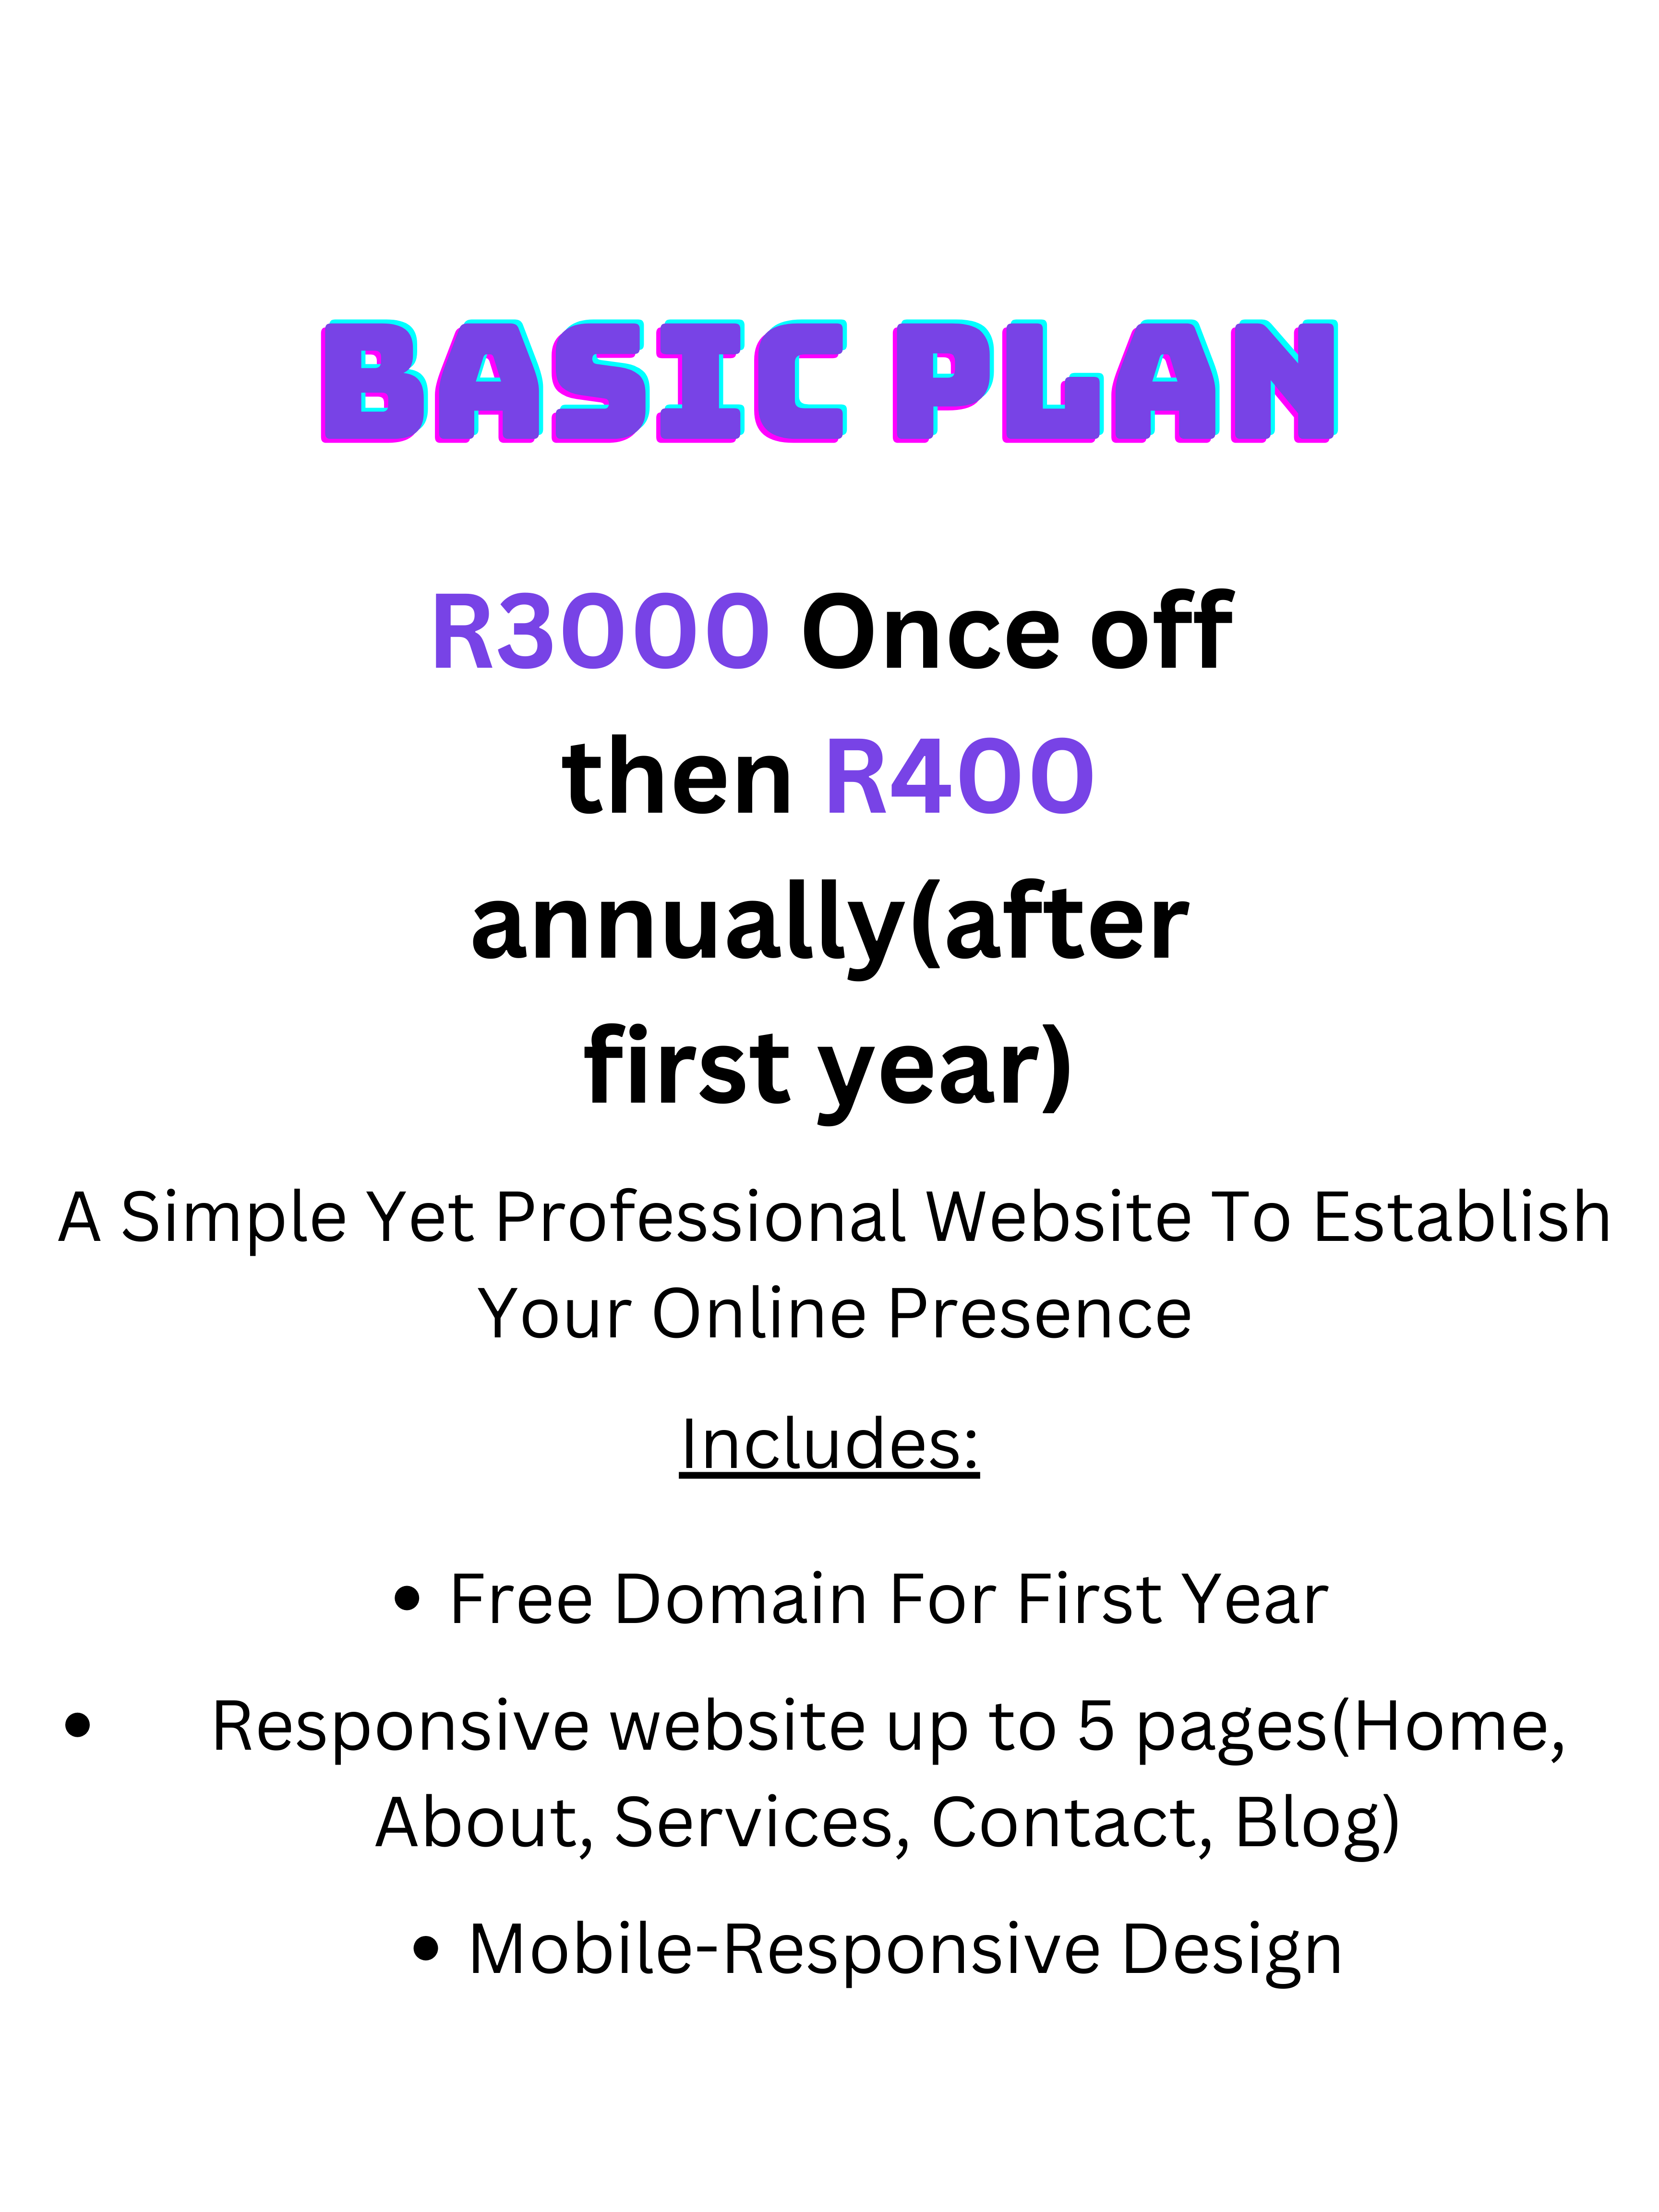 BASIC PLAN
R3000 Once off
then R400
annually(after
first year)
A Simple Yet Professional Website To Establish
Your Online Presence
Includes:
• Free Domain For First Year
• Responsive website up to 5 pages(Home,
About, Services, Contact, Blog)
• Mobile-Responsive Design